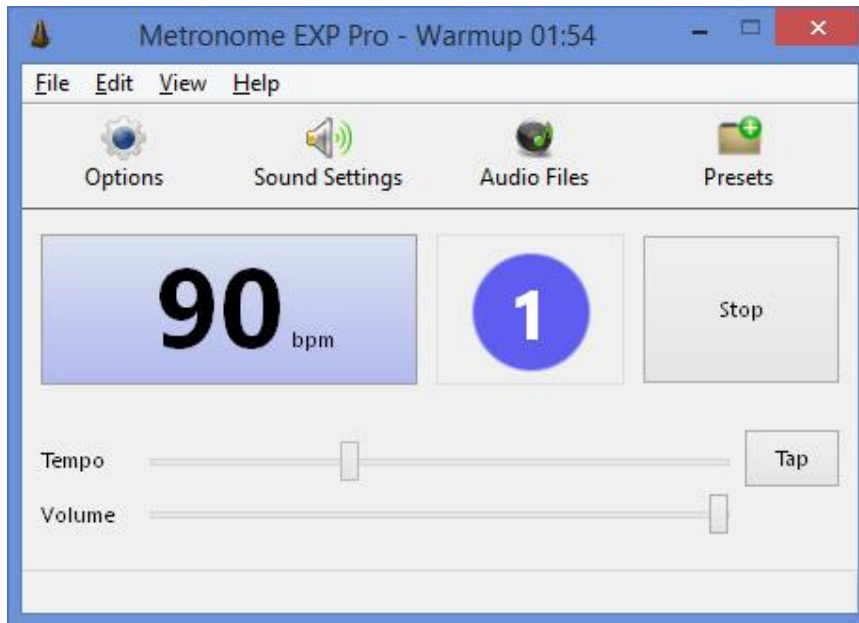 Metronome EXP Pro - Warmup 01:54
File Edit View Help
Options Sound Settings Audio Files Presets
90 bpm 1 Stop
Tempo Tap
Volume